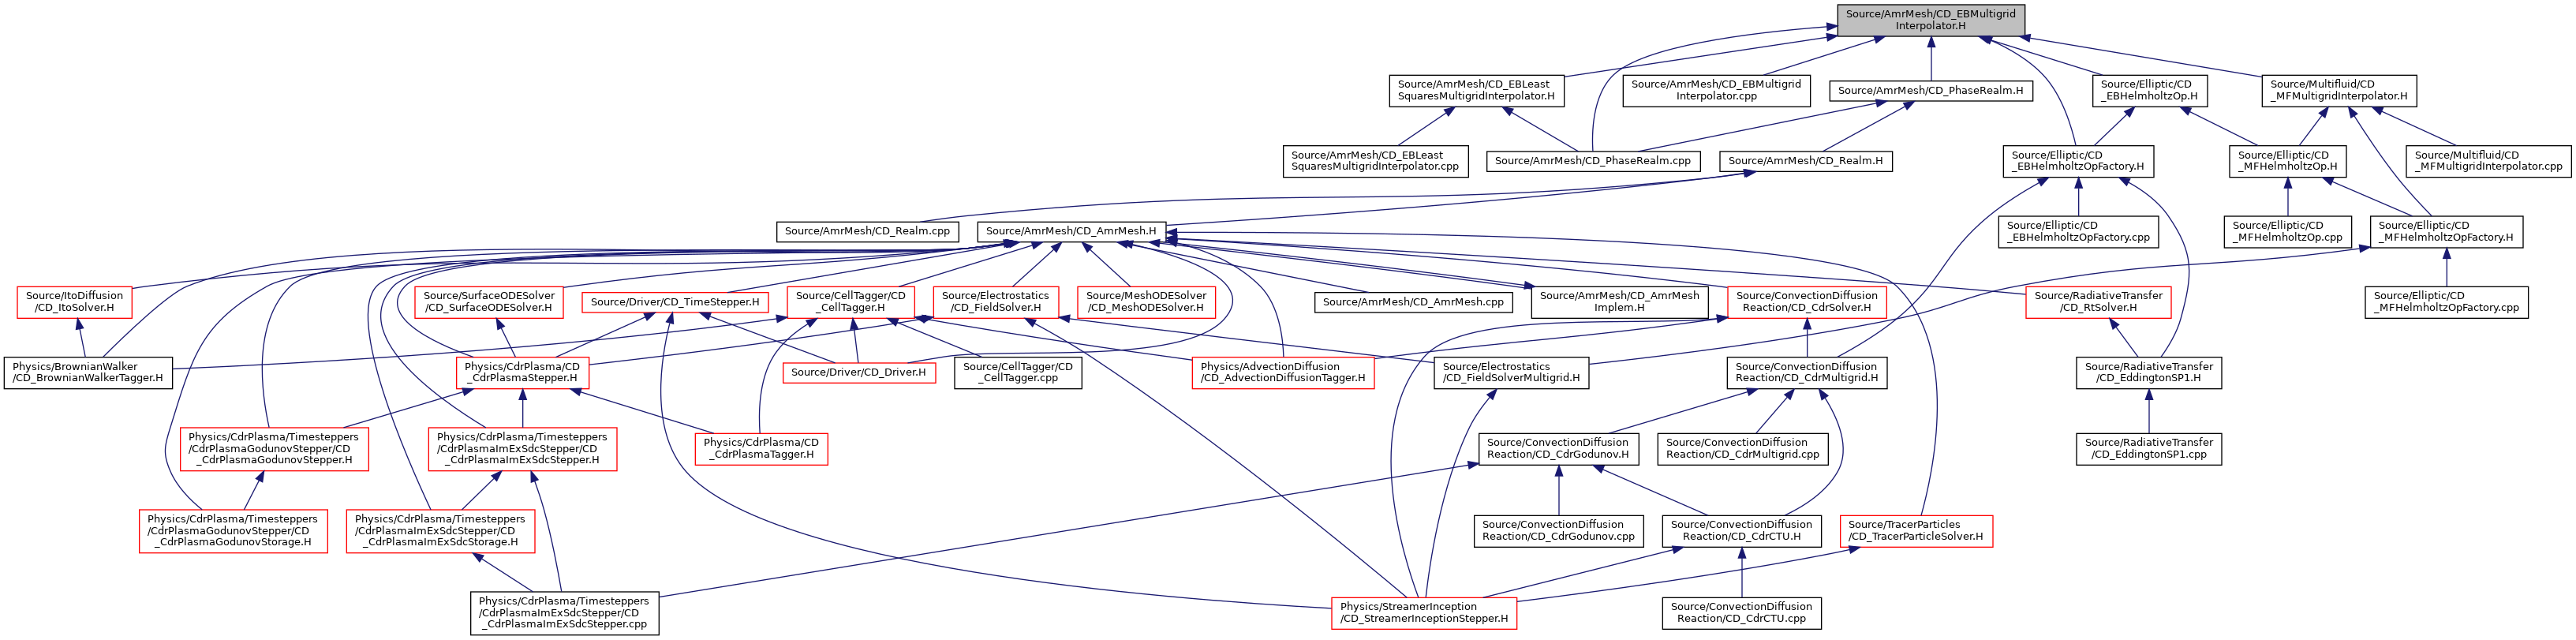 Source/AmrMesh/CD_EBMultigrid
Interpolator.H
Source/AmrMesh/CD_EBLeast
SquaresMultigridInterpolator.H
Source/AmrMesh/CD_EBMultigrid
Interpolator.cpp
Source/AmrMesh/CD_PhaseRealm.H
Source/Elliptic/CD
_EBHelmholtzOp.H
Source/Multifluid/CD
_MFMultigridInterpolator.H
Source/AmrMesh/CD_EBLeast
SquaresMultigridInterpolator.cpp
Source/AmrMesh/CD_PhaseRealm.cpp
Source/AmrMesh/CD_Realm.H
Source/Elliptic/CD
_EBHelmholtzOpFactory.H
Source/Elliptic/CD
_MFHelmholtzOp.H
Source/Multifluid/CD
_MFMultigridInterpolator.cpp
Source/AmrMesh/CD_Realm.cpp
Source/AmrMesh/CD_AmrMesh.H
Source/Elliptic/CD
_EBHelmholtzOpFactory.cpp
Source/Elliptic/CD
_MFHelmholtzOp.cpp
Source/Elliptic/CD
_MFHelmholtzOpFactory.H
Source/ItoDiffusion
/CD_ItoSolver.H
Source/SurfaceODESolver
/CD_SurfaceODESolver.H
Source/Driver/CD_TimeStepper.H
Source/CellTagger/CD
_CellTagger.H
Source/Electrostatics
/CD_FieldSolver.H
Source/MeshODESolver
/CD_MeshODESolver.H
Source/AmrMesh/CD_AmrMesh.cpp
Source/AmrMesh/CD_AmrMesh
Implem.H
Source/ConvectionDiffusion
Reaction/CD_CdrSolver.H
Source/RadiativeTransfer
/CD_RtSolver.H
Source/Elliptic/CD
_MFHelmholtzOpFactory.cpp
Physics/BrownianWalker
/CD_BrownianWalkerTagger.H
Physics/CdrPlasma/CD
_CdrPlasmaStepper.H
Source/Driver/CD_Driver.H
Source/CellTagger/CD
_CellTagger.cpp
Physics/AdvectionDiffusion
/CD_AdvectionDiffusionTagger.H
Source/Electrostatics
/CD_FieldSolverMultigrid.H
Source/ConvectionDiffusion
Reaction/CD_CdrMultigrid.H
Source/RadiativeTransfer
/CD_EddingtonSP1.H
Physics/CdrPlasma/Timesteppers
/CdrPlasmaGodunovStepper/CD
_CdrPlasmaGodunovStepper.H
Physics/CdrPlasma/Timesteppers
/CdrPlasmaImExSdcStepper/CD
_CdrPlasmaImExSdcStepper.H
Physics/CdrPlasma/CD
_CdrPlasmaTagger.H
Source/ConvectionDiffusion
Reaction/CD_CdrGodunov.H
Source/ConvectionDiffusion
Reaction/CD_CdrMultigrid.cpp
Source/RadiativeTransfer
/CD_EddingtonSP1.cpp
Physics/CdrPlasma/Timesteppers
/CdrPlasmaGodunovStepper/CD
_CdrPlasmaGodunovStorage.H
Physics/CdrPlasma/Timesteppers
/CdrPlasmaImExSdcStepper/CD
_CdrPlasmaImExSdcStorage.H
Source/ConvectionDiffusion
Reaction/CD_CdrGodunov.cpp
Source/ConvectionDiffusion
Reaction/CD_CdrCTU.H
Source/TracerParticles
/CD_TracerParticleSolver.H
Physics/CdrPlasma/Timesteppers
/CdrPlasmaImExSdcStepper/CD
_CdrPlasmaImExSdcStepper.cpp
Physics/StreamerInception
/CD_StreamerInceptionStepper.H
Source/ConvectionDiffusion
Reaction/CD_CdrCTU.cpp